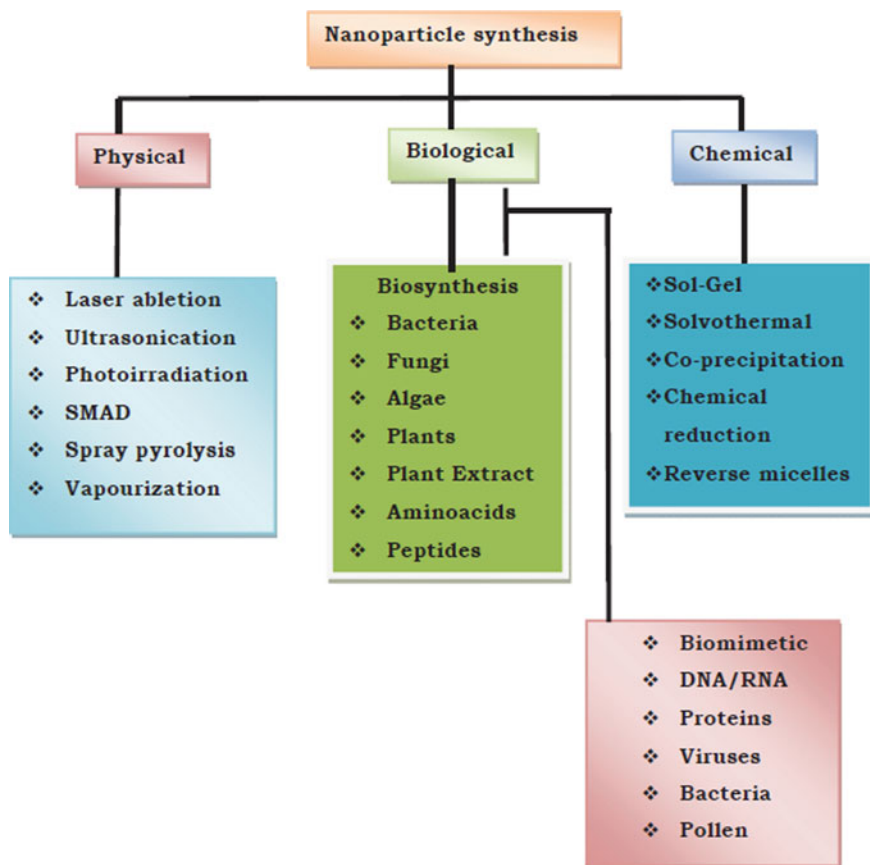 Nanoparticle synthesis
Physical
Biological
Chemical
❖ Laser abletion
❖ Ultrasonication
❖ Photoirradiation
❖ SMAD
❖ Spray pyrolysis
❖ Vapourization
Biosynthesis
❖ Bacteria
❖ Fungi
❖ Algae
❖ Plants
❖ Plant Extract
❖ Aminoacids
❖ Peptides
❖Sol-Gel
❖Solvothermal
❖Co-precipitation
❖Chemical
reduction
❖Reverse micelles
❖ Biomimetic
❖ DNA/RNA
❖ Proteins
❖ Viruses
❖ Bacteria
❖ Pollen